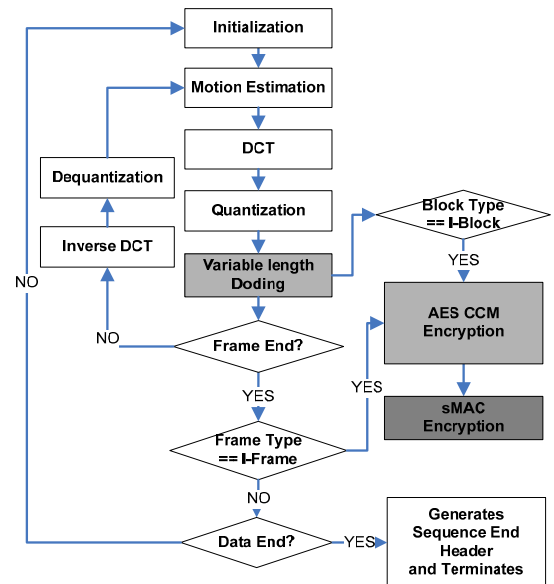 Initialization
Motion Estimation
DCT
Dequantization
Quantization
Block Type
== I-Block
Inverse DCT
NO
Variable length
Doding
YES
AES CCM
Encryption
NO
Frame End?
YES
YES
sMAC
Encryption
Frame Type
== I-Frame
NO
Data End?
YES
Generates
Sequence End
Header
and Terminates